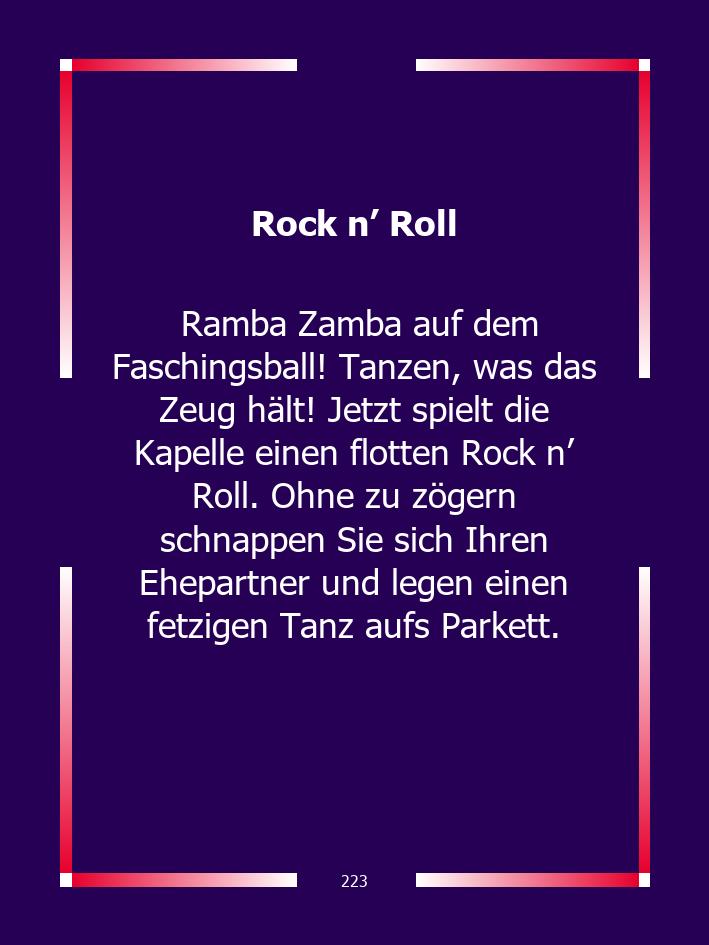 Rock n’ Roll
Ramba Zamba auf dem
Faschingsball! Tanzen, was das
Zeug hält! Jetzt spielt die
Kapelle einen flotten Rock n’
Roll. Ohne zu zögern
schnappen Sie sich Ihren
Ehepartner und legen einen
fetzigen Tanz aufs Parkett.
223